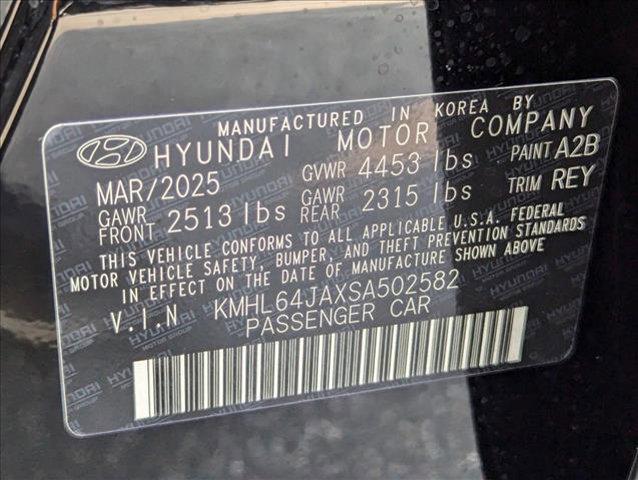 MANUFACTURED IN KOREA BY
HYUNDAI MOTOR COMPANY
MAR/2025 GVWR 4453 lbs PAINT A2B
GAWR FRONT 2513 lbs GAWR REAR 2315 lbs TRIM REY
THIS VEHICLE CONFORMS TO ALL APPLICABLE U.S.A. FEDERAL
MOTOR VEHICLE SAFETY, BUMPER, AND THEFT PREVENTION STANDARDS
IN EFFECT ON THE DATE OF MANUFACTURE SHOWN ABOVE
V.I.N KMHL64JAXSA502582
PASSENGER CAR